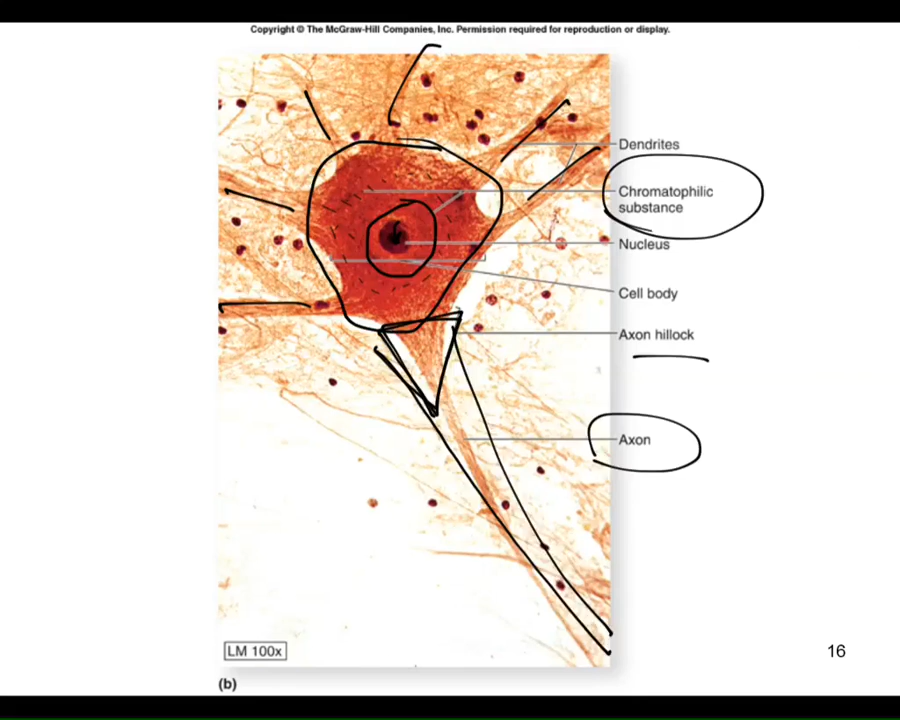 Copyright © The McGraw-Hill Companies, Inc. Permission required for reproduction or display.
Dendrites
Chromatophilic
substance
Nucleus
Cell body
Axon hillock
Axon
LM 100x
16
(b)